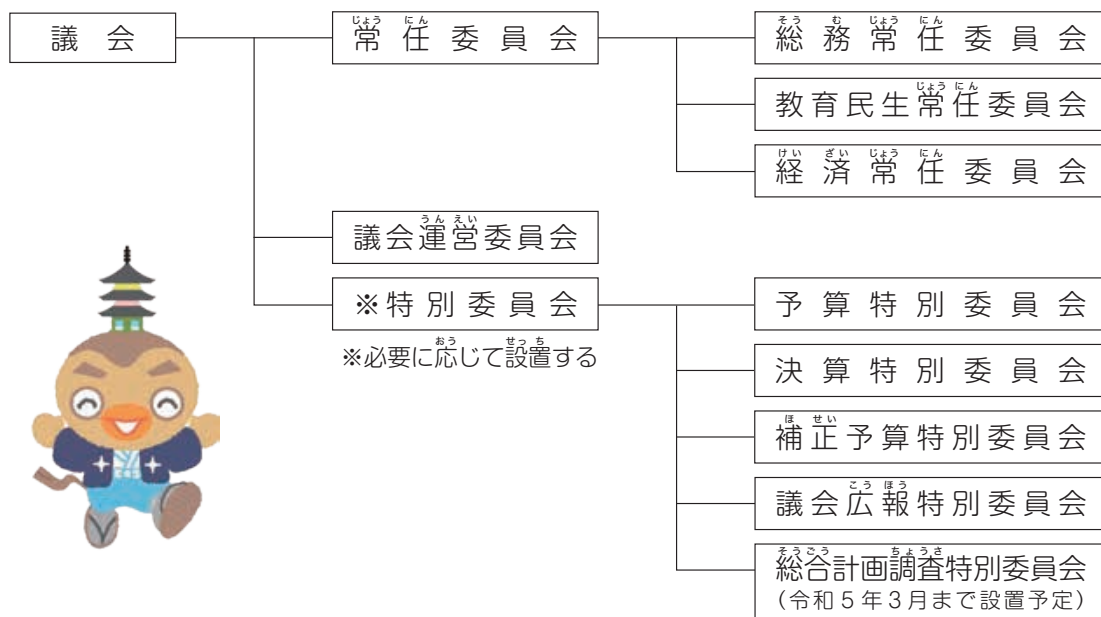 議会
常任委員会
総務常任委員会
教育民生常任委員会
経済常任委員会
議会運営委員会
※特別委員会
※必要に応じて設置する
予算特別委員会
決算特別委員会
補正予算特別委員会
議会広報特別委員会
総合計画調査特別委員会
（令和５年３月まで設置予定）